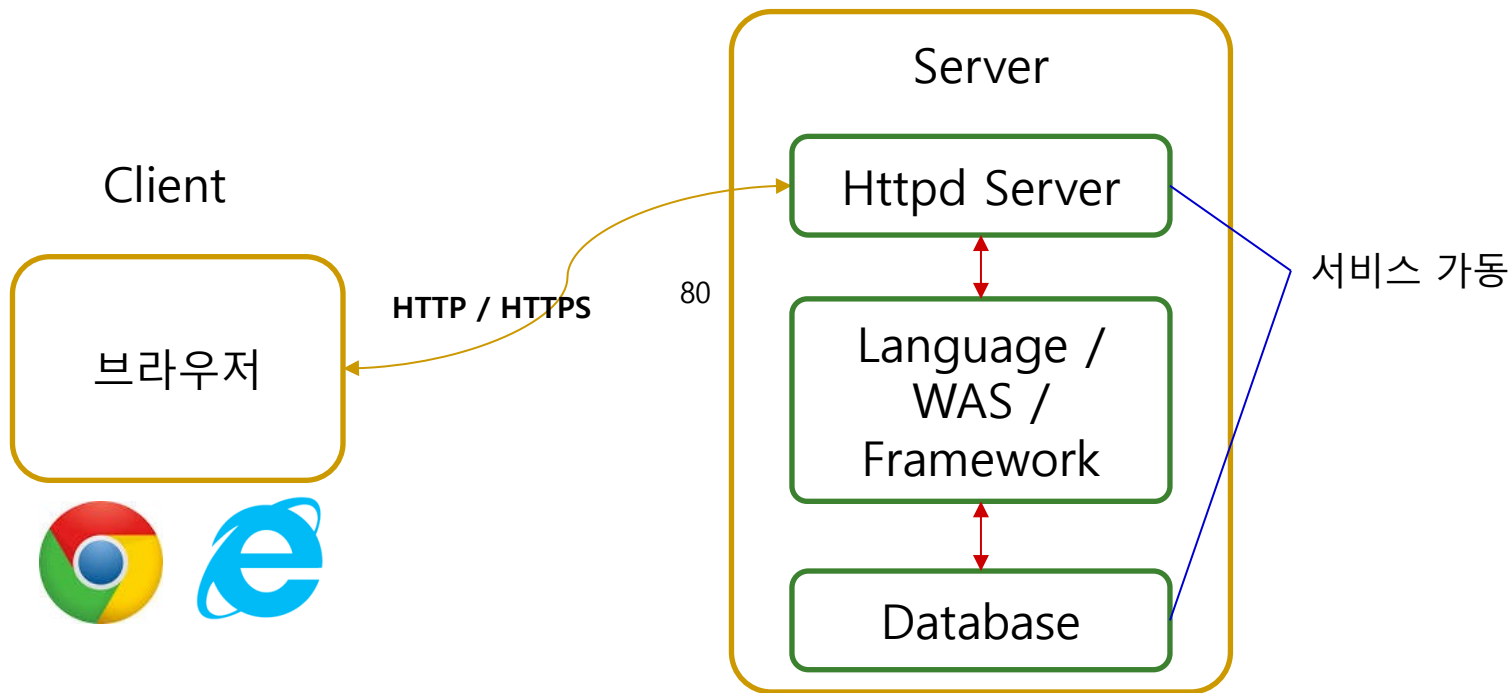 Server
Client
Httpd Server
서비스 가동
HTTP / HTTPS
80
브라우저
Language /
WAS /
Framework
Database